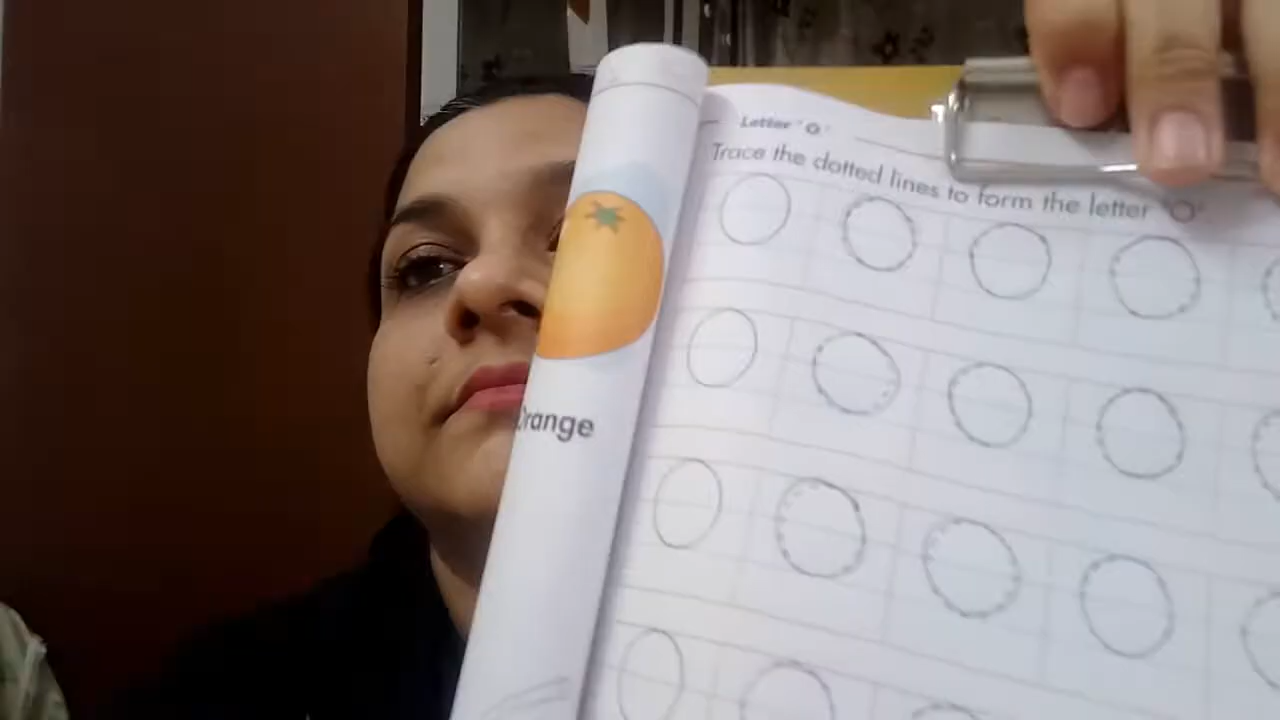 Letter 'O'
Trace the dotted lines to form the letter 'O'
Orange